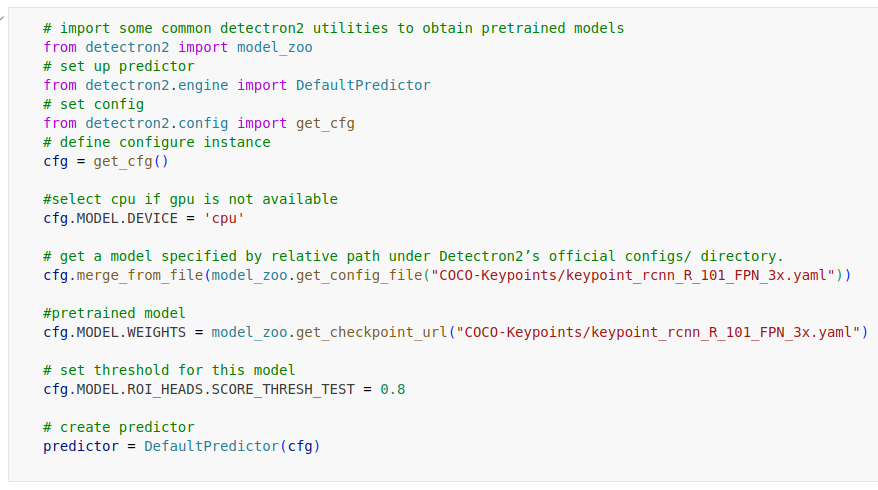 # import some common detectron2 utilities to obtain pretrained models
from detectron2 import model_zoo
# set up predictor
from detectron2.engine import DefaultPredictor
# set config
from detectron2.config import get_cfg
# define configure instance
cfg = get_cfg()
#select cpu if gpu is not available
cfg.MODEL.DEVICE = 'cpu'
# get a model specified by relative path under Detectron2’s official configs/ directory.
cfg.merge_from_file(model_zoo.get_config_file("COCO-Keypoints/keypoint_rcnn_R_101_FPN_3x.yaml"))
#pretrained model
cfg.MODEL.WEIGHTS = model_zoo.get_checkpoint_url("COCO-Keypoints/keypoint_rcnn_R_101_FPN_3x.yaml")
# set threshold for this model
cfg.MODEL.ROI_HEADS.SCORE_THRESH_TEST = 0.8
# create predictor
predictor = DefaultPredictor(cfg)